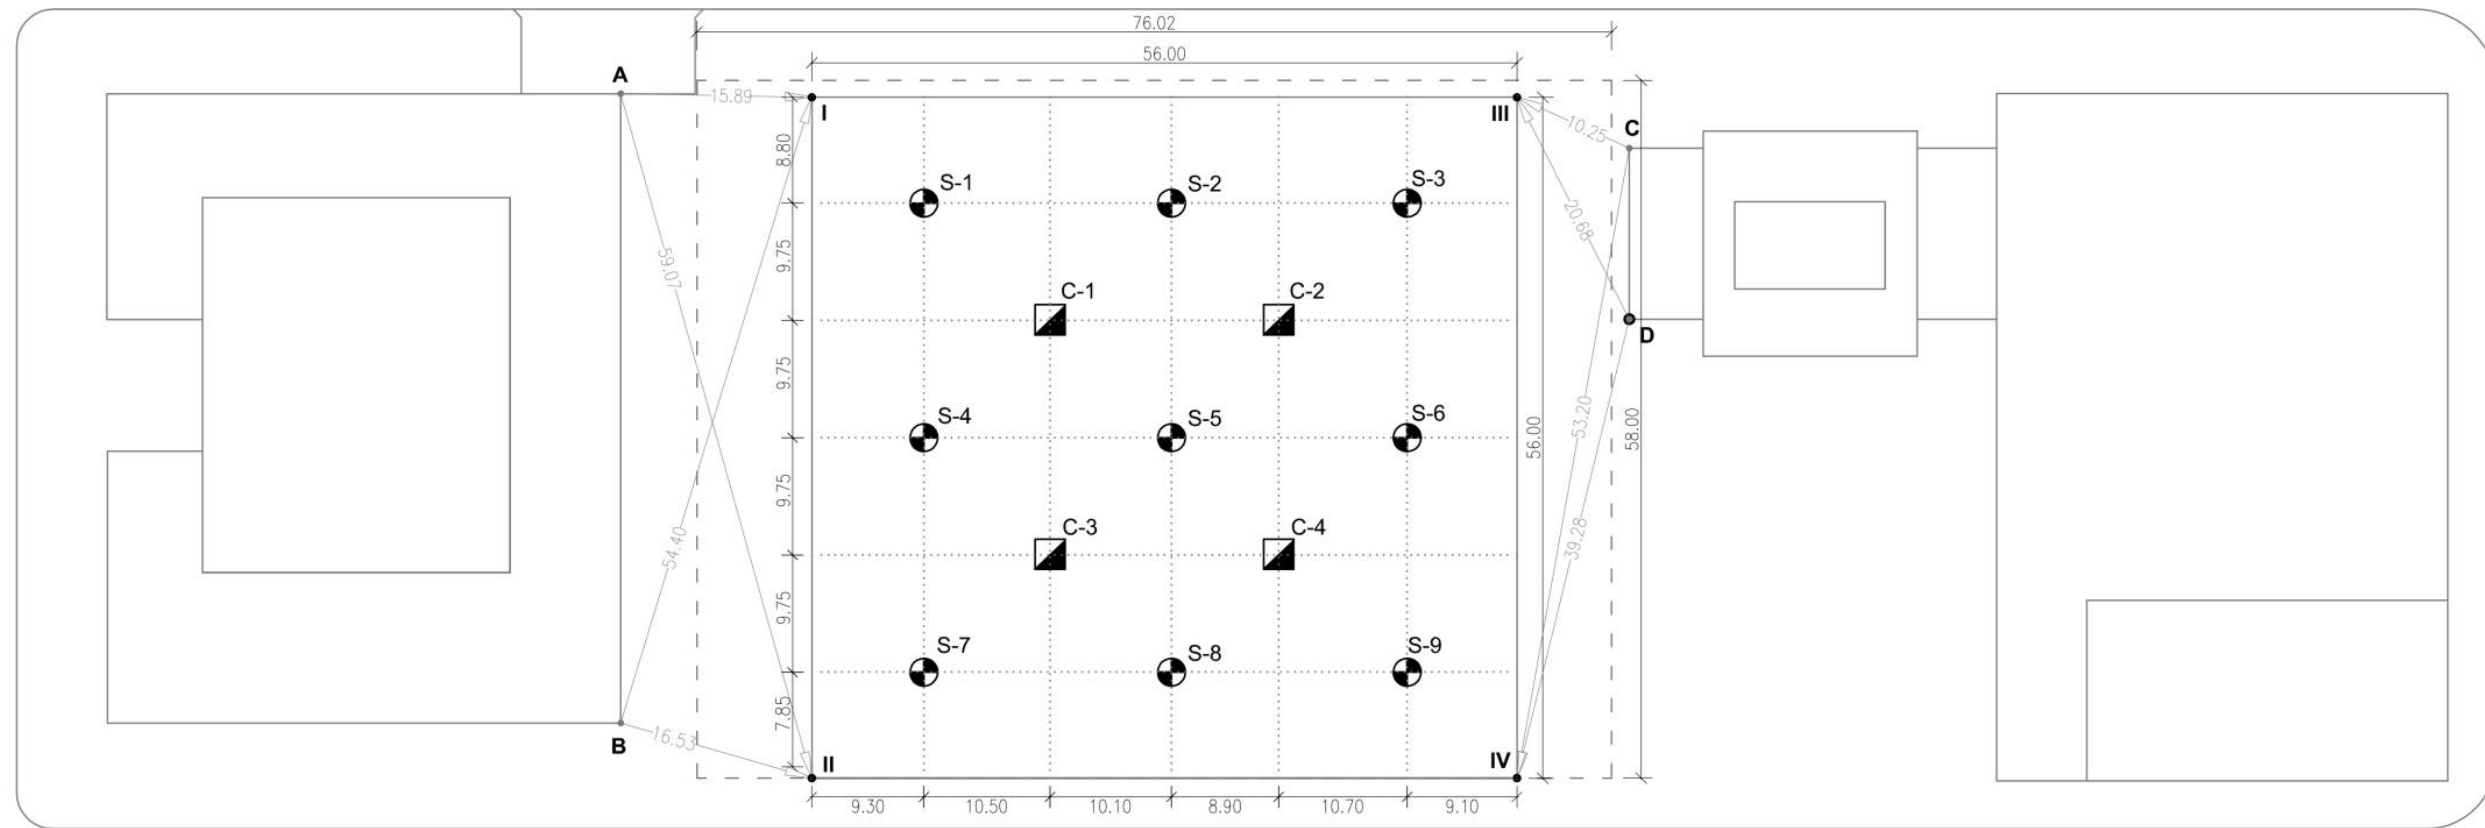 76.02
56.00
A
15.89
I
III
10.25
C
8.80
S-1
S-2
S-3
20.68
9.75
59.07
C-1
C-2
D
9.75
S-4
S-5
S-6
53.20
56.00
58.00
9.75
54.40
C-3
C-4
39.28
9.75
S-7
S-8
S-9
7.85
B
16.53
II
IV
9.30 10.50 10.10 8.90 10.70 9.10